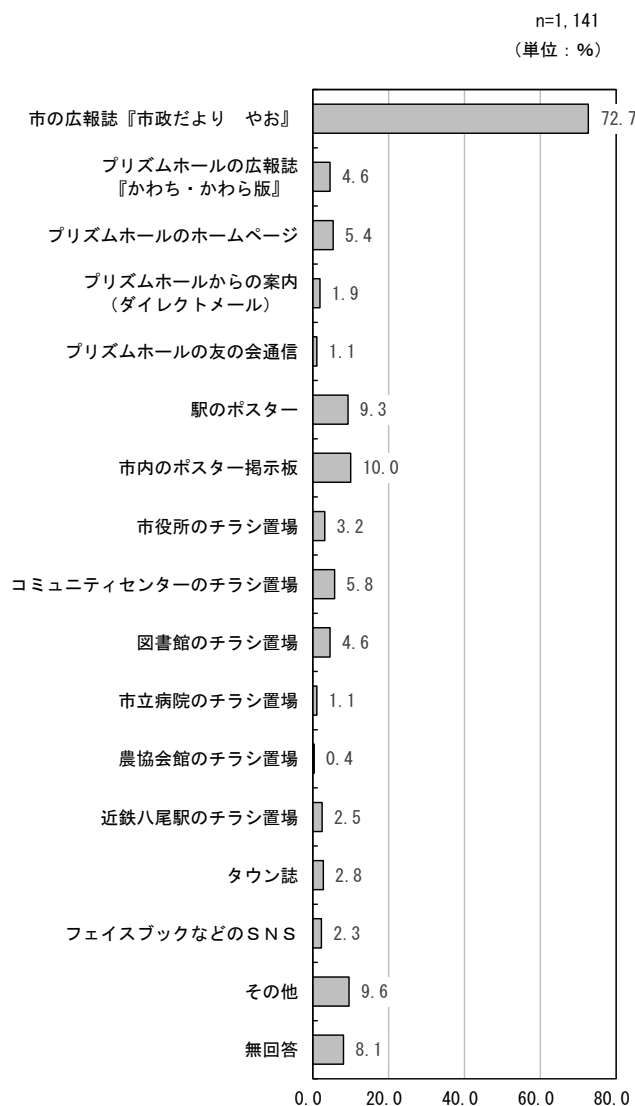 n=1,141
（単位：％）
市の広報誌『市政だより　やお』 72.7
プリズムホールの広報誌
『かわち・かわら版』 4.6
プリズムホールのホームページ 5.4
プリズムホールからの案内
（ダイレクトメール） 1.9
プリズムホールの友の会通信 1.1
駅のポスター 9.3
市内のポスター掲示板 10.0
市役所のチラシ置場 3.2
コミュニティセンターのチラシ置場 5.8
図書館のチラシ置場 4.6
市立病院のチラシ置場 1.1
農協会館のチラシ置場 0.4
近鉄八尾駅のチラシ置場 2.5
タウン誌 2.8
フェイスブックなどのＳＮＳ 2.3
その他 9.6
無回答 8.1
0.0 20.0 40.0 60.0 80.0